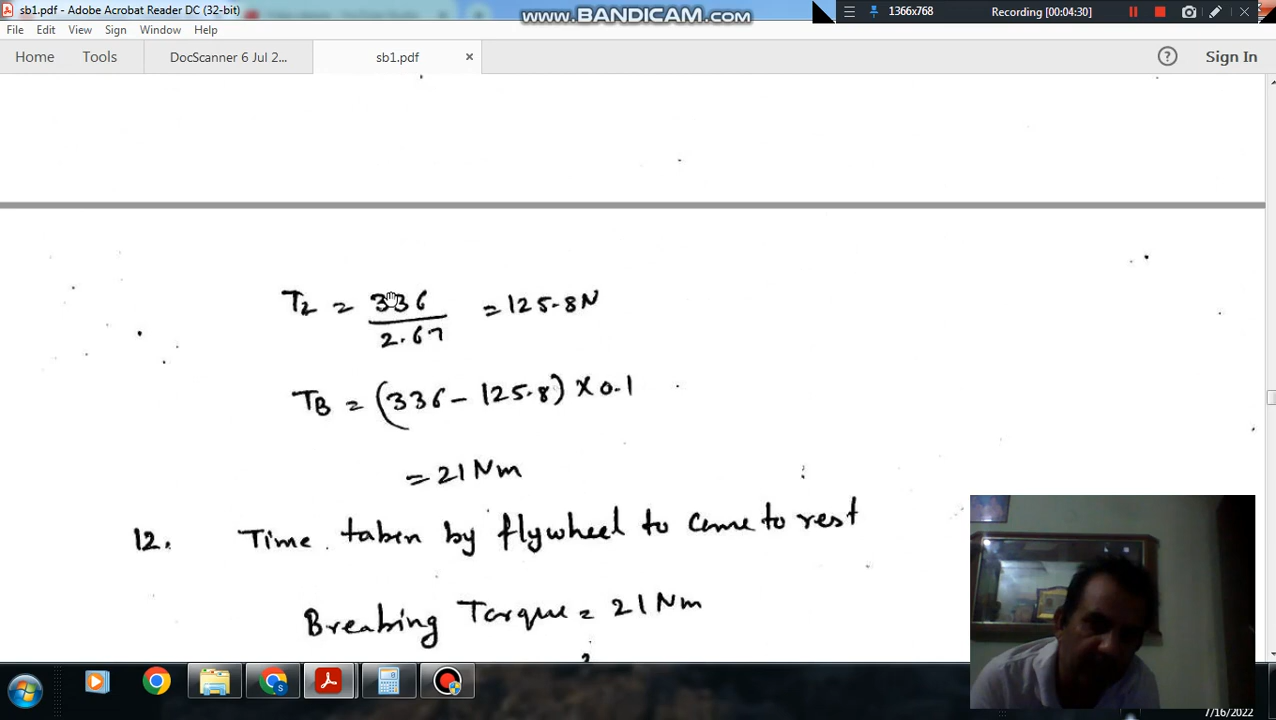 sb1.pdf - Adobe Acrobat Reader DC (32-bit)
www.BANDICAM.com
1366x768
Recording [00:04:30]
File Edit View Sign Window Help
Home Tools DocScanner 6 Jul 2... sb1.pdf × Sign In
T2 = 336 / 2.67 = 125.8N
TB = (336 - 125.8) × 0.1
= 21 Nm
12. Time taken by flywheel to come to rest
Breaking Torque = 21 Nm
7/16/2022